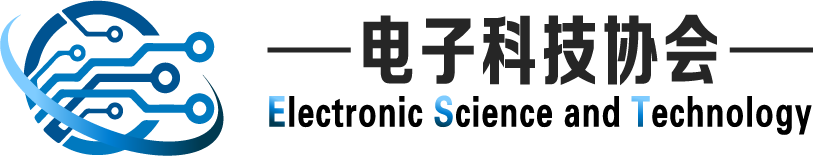 电子科技协会
Electronic Science and Technology